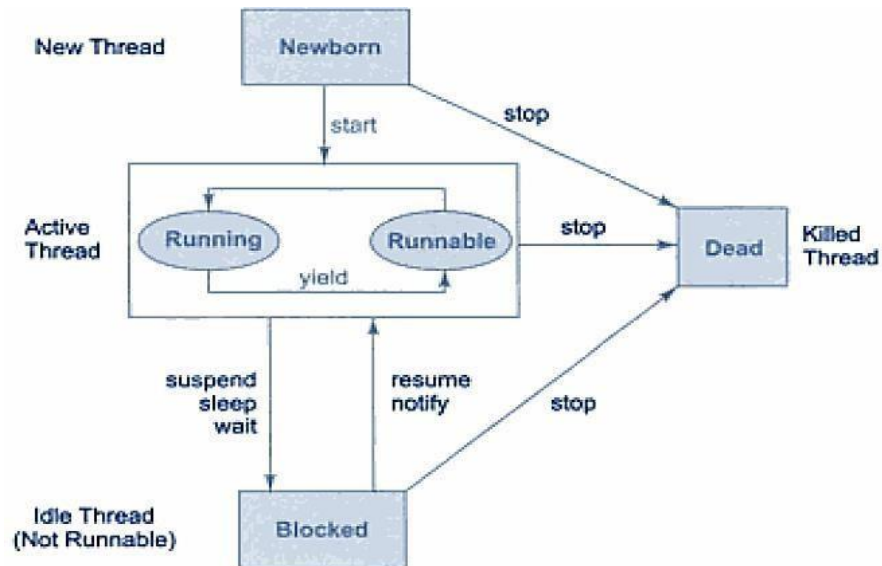 New Thread
Newborn
start
stop
Active
Thread
Running
Runnable
yield
stop
Dead
Killed
Thread
suspend
sleep
wait
resume
notify
stop
Idle Thread
(Not Runnable)
Blocked